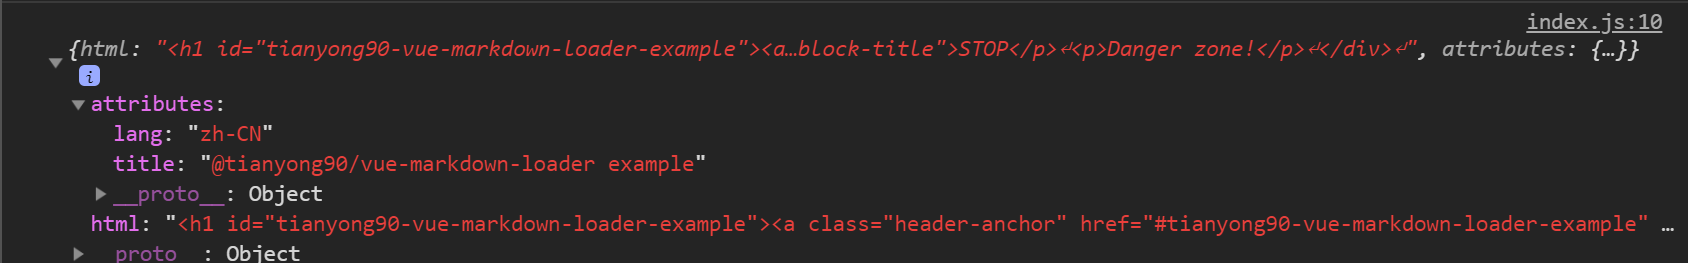 index.js:10
{html: "<h1 id="tianyong90-vue-markdown-loader-example"><a…block-title">STOP</p>↵<p>Danger zone!</p>↵</div>↵", attributes: {…}}
i
attributes:
lang: "zh-CN"
title: "@tianyong90/vue-markdown-loader example"
__proto__: Object
html: "<h1 id="tianyong90-vue-markdown-loader-example"><a class="header-anchor" href="#tianyong90-vue-markdown-loader-example" …
__proto__: Object